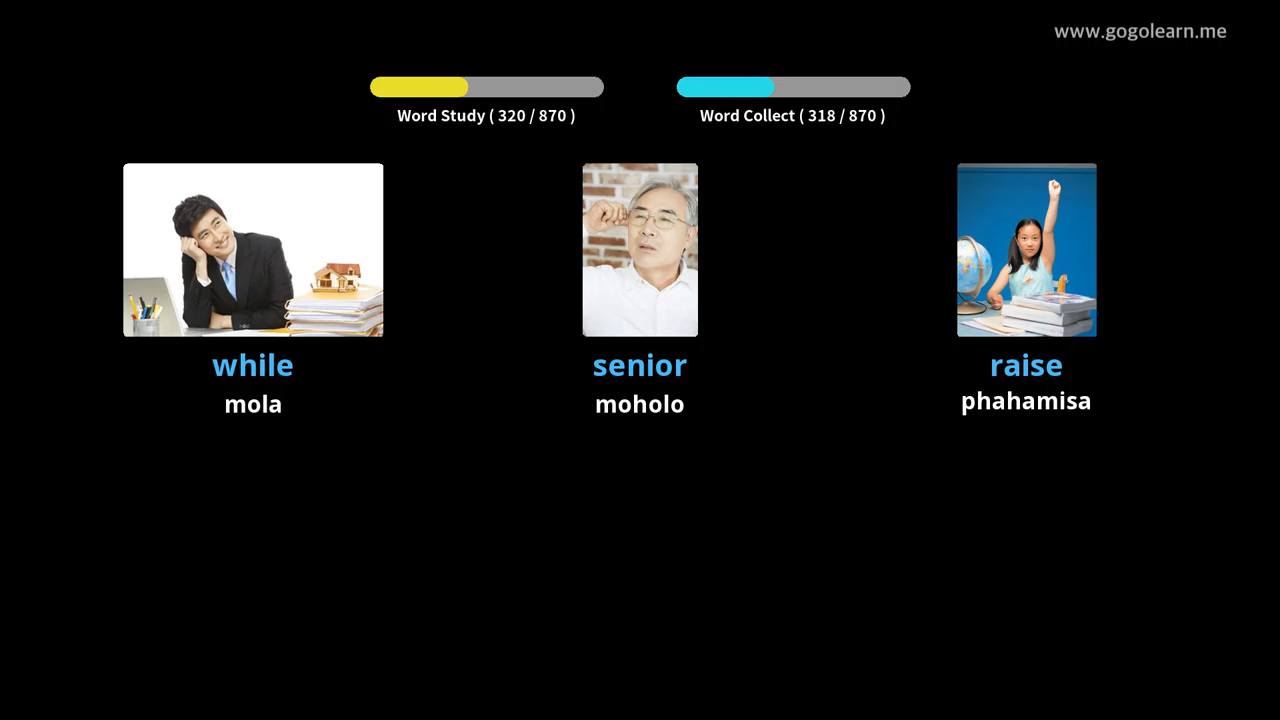 www.gogolearn.me
Word Study ( 320 / 870 )
Word Collect ( 318 / 870 )
while
mola
senior
moholo
raise
phahamisa